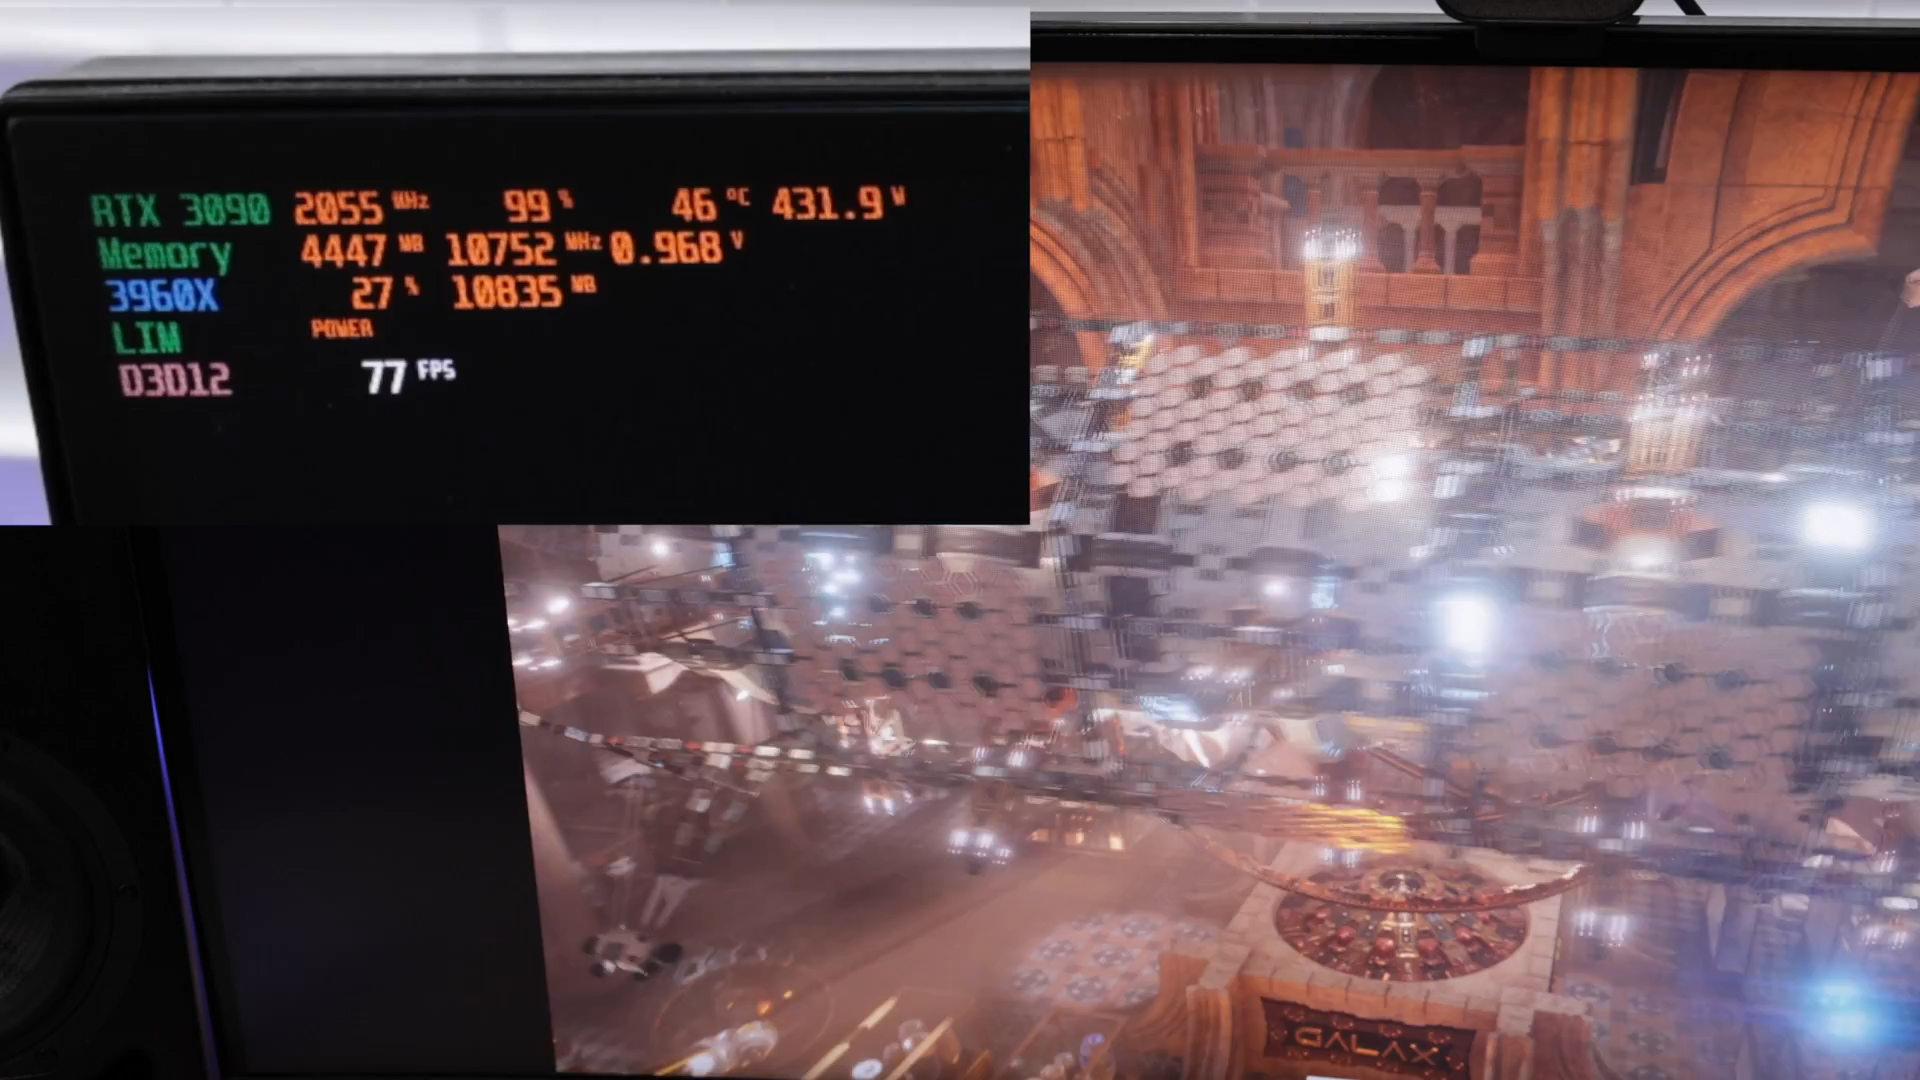 RTX 3090 2055 MHz 99 % 46 °C 431.9 W
Memory 4447 MB 10752 MHz 0.968 V
3960X 27 % 10835 MB
LIM POWER
D3D12 77 FPS
GALAX